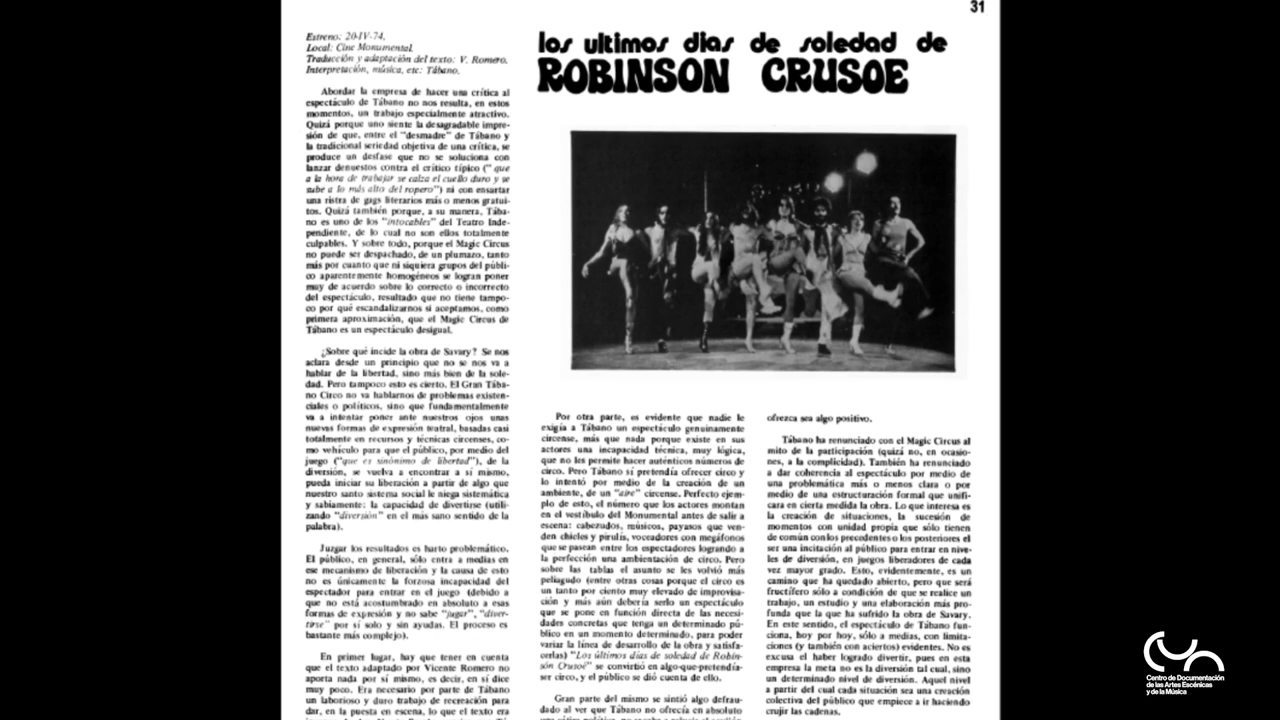 31
los ultimos dias de soledad de
ROBINSON CRUSOE
Estreno: 20-IV-74.
Local: Cine Monumental.
Traducción y adaptación del texto: V. Romero.
Interpretación, música, etc: Tábano.
Abordar la empresa de hacer una crítica al
espectáculo de Tábano no nos resulta, en estos
momentos, un trabajo especialmente atractivo.
Quizá porque uno siente la desagradable impre-
sión de que, entre el "desmadre" de Tábano y
la tradicional seriedad objetiva de una crítica, se
produce un desfase que no se soluciona con
lanzar denuestos contra el crítico típico ("que
a la hora de trabajar se calza el cuello duro y se
sube a lo más alto del ropero") ni con ensartar
una ristra de gags literarios más o menos gratui-
tos. Quizá también porque, a su manera, Tába-
no es uno de los "intocables" del Teatro Inde-
pendiente, de lo cual no son ellos totalmente
culpables. Y sobre todo, porque el Magic Circus
no puede ser despachado, de un plumazo, tanto
más por cuanto que ni siquiera grupos del públi-
co aparentemente homogéneos se logran poner
muy de acuerdo sobre lo correcto o incorrecto
del espectáculo, resultado que no tiene tampo-
co por qué escandalizarnos si aceptamos, como
primera aproximación, que el Magic Circus de
Tábano es un espectáculo desigual.
¿Sobre qué incide la obra de Savary? Se nos
aclara desde un principio que no se nos va a
hablar de la libertad, sino más bien de la sole-
dad. Pero tampoco esto es cierto. El Gran Tába-
no Circo no va hablarnos de problemas existen-
ciales o políticos, sino que fundamentalmente
va a intentar poner ante nuestros ojos unas
nuevas formas de expresión teatral, basadas casi
totalmente en recursos y técnicas circenses, co-
mo vehículo para que el público, por medio del
juego ("que es sinónimo de libertad"), de la
diversión, se vuelva a encontrar a sí mismo,
pueda iniciar su liberación a partir de algo que
nuestro santo sistema social le niega sistemática
y sabiamente: la capacidad de divertirse (utili-
zando "diversión" en el más sano sentido de la
palabra).
Juzgar los resultados es harto problemático.
El público, en general, sólo entra a medias en
ese mecanismo de liberación y la causa de esto
no es únicamente la forzosa incapacidad del
espectador para entrar en el juego (debido a
que no está acostumbrado en absoluto a esas
formas de expresión y no sabe "jugar", "diver-
tirse" por sí solo y sin ayudas. El proceso es
bastante más complejo).
En primer lugar, hay que tener en cuenta
que el texto adaptado por Vicente Romero no
aporta nada por sí mismo, es decir, en sí dice
muy poco. Era necesario por parte de Tábano
un laborioso y duro trabajo de recreación para
dar, en la puesta en escena, lo que el texto era
Por otra parte, es evidente que nadie le
exigía a Tábano un espectáculo genuinamente
circense, más que nada porque existe en sus
actores una incapacidad técnica, muy lógica,
que no les permite hacer auténticos números de
circo. Pero Tábano sí pretendía ofrecer circo y
lo intentó por medio de la creación de un
ambiente, de un "aire" circense. Perfecto ejem-
plo de esto, el número que los actores montan
en el vestíbulo del Monumental antes de salir a
escena: cabezudos, músicos, payasos que ven-
den chicles y pirulís, voceadores con megáfonos
que se pasean entre los espectadores logrando a
la perfección una ambientación de circo. Pero
sobre las tablas el asunto se les volvió más
peliagudo (entre otras cosas porque el circo es
un tanto por ciento muy elevado de improvisa-
ción y más aún debería serlo un espectáculo
que se pone en función directa de las necesi-
dades concretas que tenga un determinado pú-
blico en un momento determinado, para poder
variar la línea de desarrollo de la obra y satisfa-
cerlas) "Los últimos días de soledad de Robin-
són Crusoé" se convirtió en algo-que-pretendía-
ser circo, y el público se dió cuenta de ello.
Gran parte del mismo se sintió algo defrau-
dado al ver que Tábano no ofrecía en absoluto
ofrezca sea algo positivo.
Tábano ha renunciado con el Magic Circus al
mito de la participación (quizá no, en ocasio-
nes, a la complicidad). También ha renunciado
a dar coherencia al espectáculo por medio de
una problemática más o menos clara o por
medio de una estructuración formal que unifi-
cara en cierta medida la obra. Lo que interesa es
la creación de situaciones, la sucesión de
momentos con unidad propia que sólo tienen
de común con los precedentes o los posteriores el
ser una incitación al público para entrar en nive-
les de diversión, en juegos liberadores de cada
vez mayor grado. Esto, evidentemente, es un
camino que ha quedado abierto, pero que será
fructífero sólo a condición de que se realice un
trabajo, un estudio y una elaboración más pro-
funda que la que ha sufrido la obra de Savary.
En este sentido, el espectáculo de Tábano fun-
ciona, hoy por hoy, sólo a medias, con limita-
ciones (y también con aciertos) evidentes. No es
excusa el haber logrado divertir, pues en esta
empresa la meta no es la diversión tal cual, sino
un determinado nivel de diversión. Aquel nivel
a partir del cual cada situación sea una creación
colectiva del público que empiece a ir haciendo
crujir las cadenas.
Centro de Documentación
de las Artes Escénicas
y de la Música